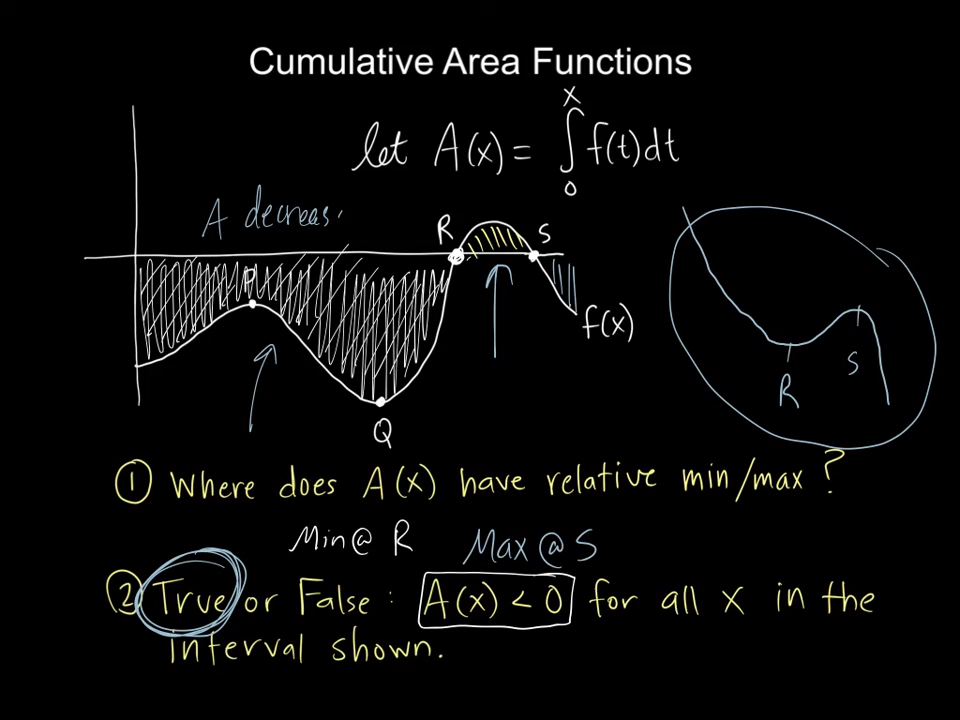 Cumulative Area Functions
let A(x) = ∫₀ˣ f(t)dt
A decreas
R
S
P
f(x)
Q
R
S
① Where does A(x) have relative min/max ?
Min@ R Max @ S
② True or False : A(x) < 0 for all x in the
interval shown.